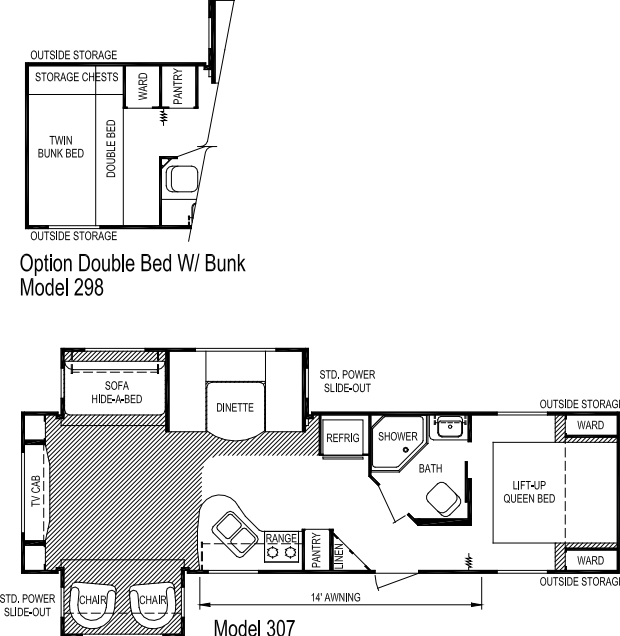 OUTSIDE STORAGE
STORAGE CHESTS
WARD
PANTRY
TWIN
BUNK BED
DOUBLE BED
OUTSIDE STORAGE
Option Double Bed W/ Bunk
Model 298
SOFA
HIDE-A-BED
DINETTE
STD. POWER
SLIDE-OUT
OUTSIDE STORAGE
REFRIG
SHOWER
WARD
BATH
TV CAB
LIFT-UP
QUEEN BED
RANGE
PANTRY
LINEN
WARD
OUTSIDE STORAGE
STD. POWER
SLIDE-OUT
CHAIR
CHAIR
14' AWNING
Model 307